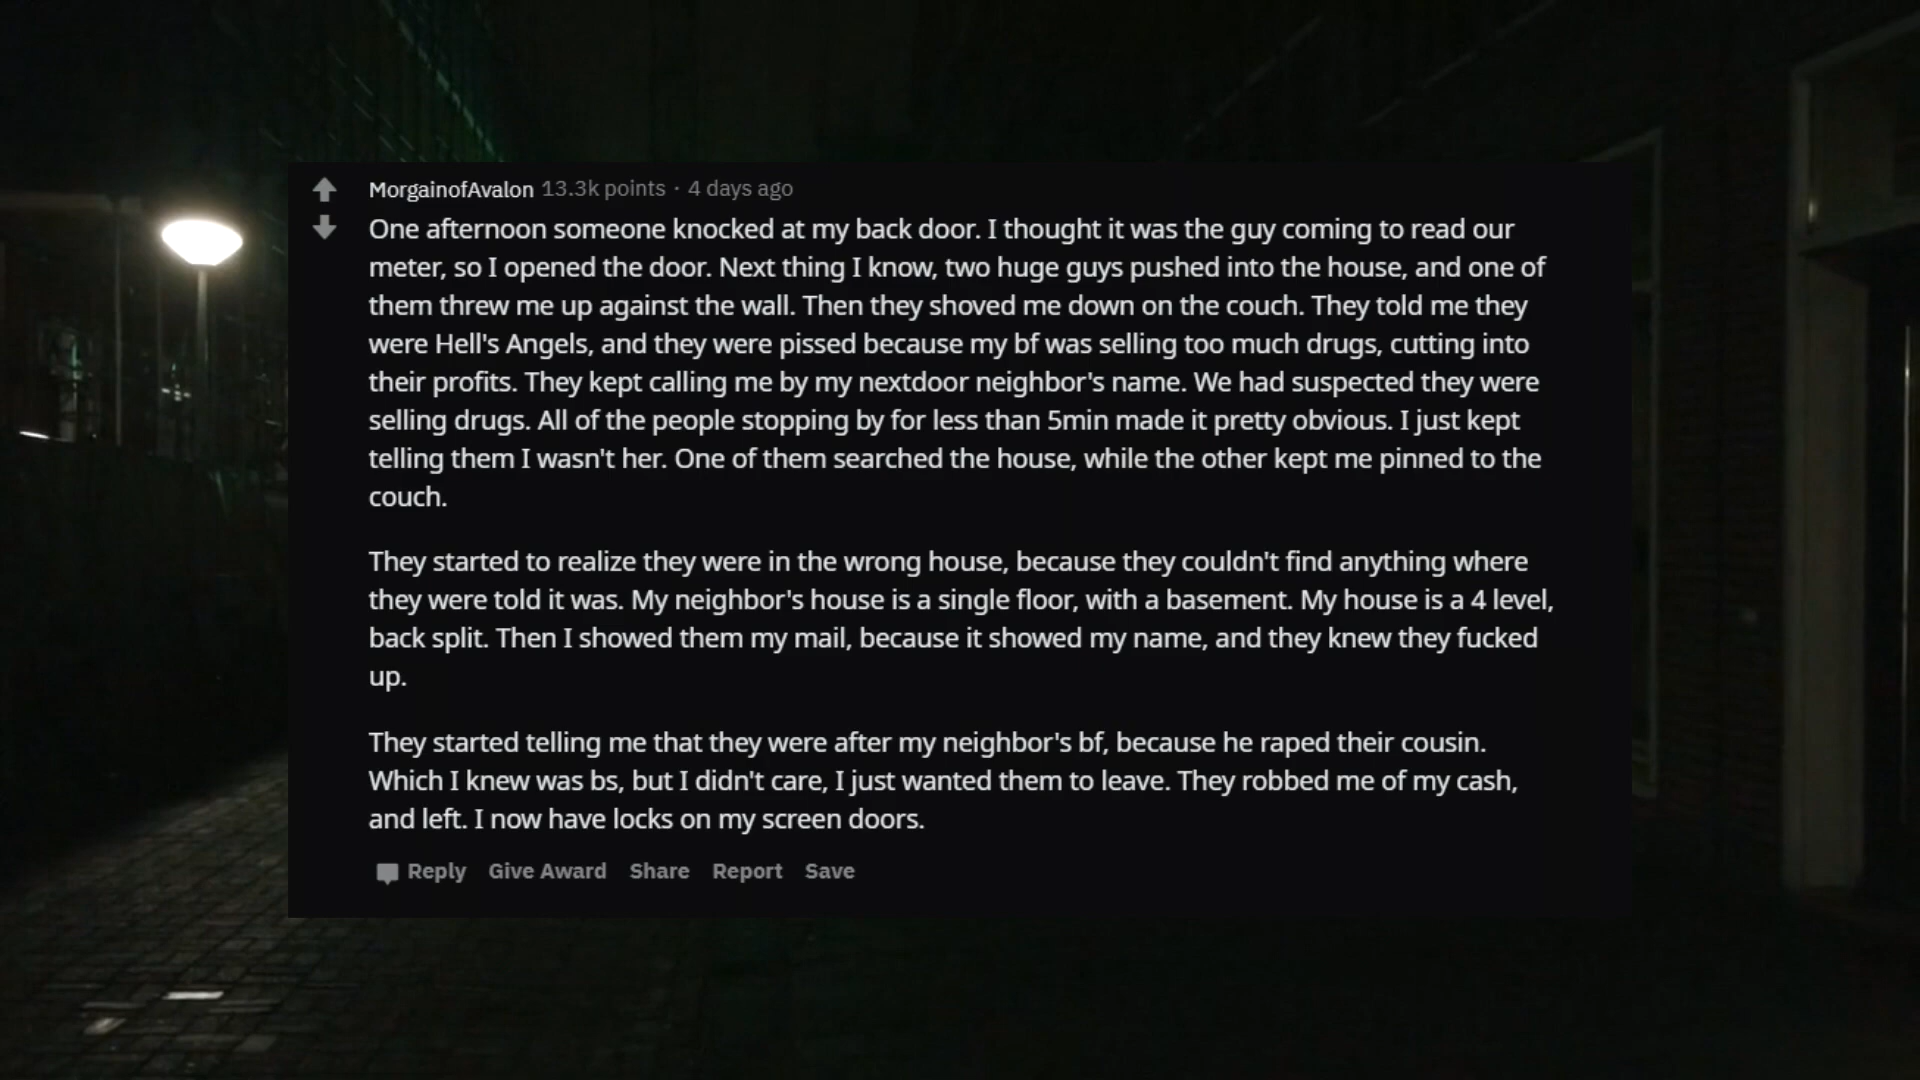 MorgainofAvalon 13.3k points · 4 days ago
One afternoon someone knocked at my back door. I thought it was the guy coming to read our
meter, so I opened the door. Next thing I know, two huge guys pushed into the house, and one of
them threw me up against the wall. Then they shoved me down on the couch. They told me they
were Hell's Angels, and they were pissed because my bf was selling too much drugs, cutting into
their profits. They kept calling me by my nextdoor neighbor's name. We had suspected they were
selling drugs. All of the people stopping by for less than 5min made it pretty obvious. I just kept
telling them I wasn't her. One of them searched the house, while the other kept me pinned to the
couch.
They started to realize they were in the wrong house, because they couldn't find anything where
they were told it was. My neighbor's house is a single floor, with a basement. My house is a 4 level,
back split. Then I showed them my mail, because it showed my name, and they knew they fucked
up.
They started telling me that they were after my neighbor's bf, because he raped their cousin.
Which I knew was bs, but I didn't care, I just wanted them to leave. They robbed me of my cash,
and left. I now have locks on my screen doors.
Reply Give Award Share Report Save